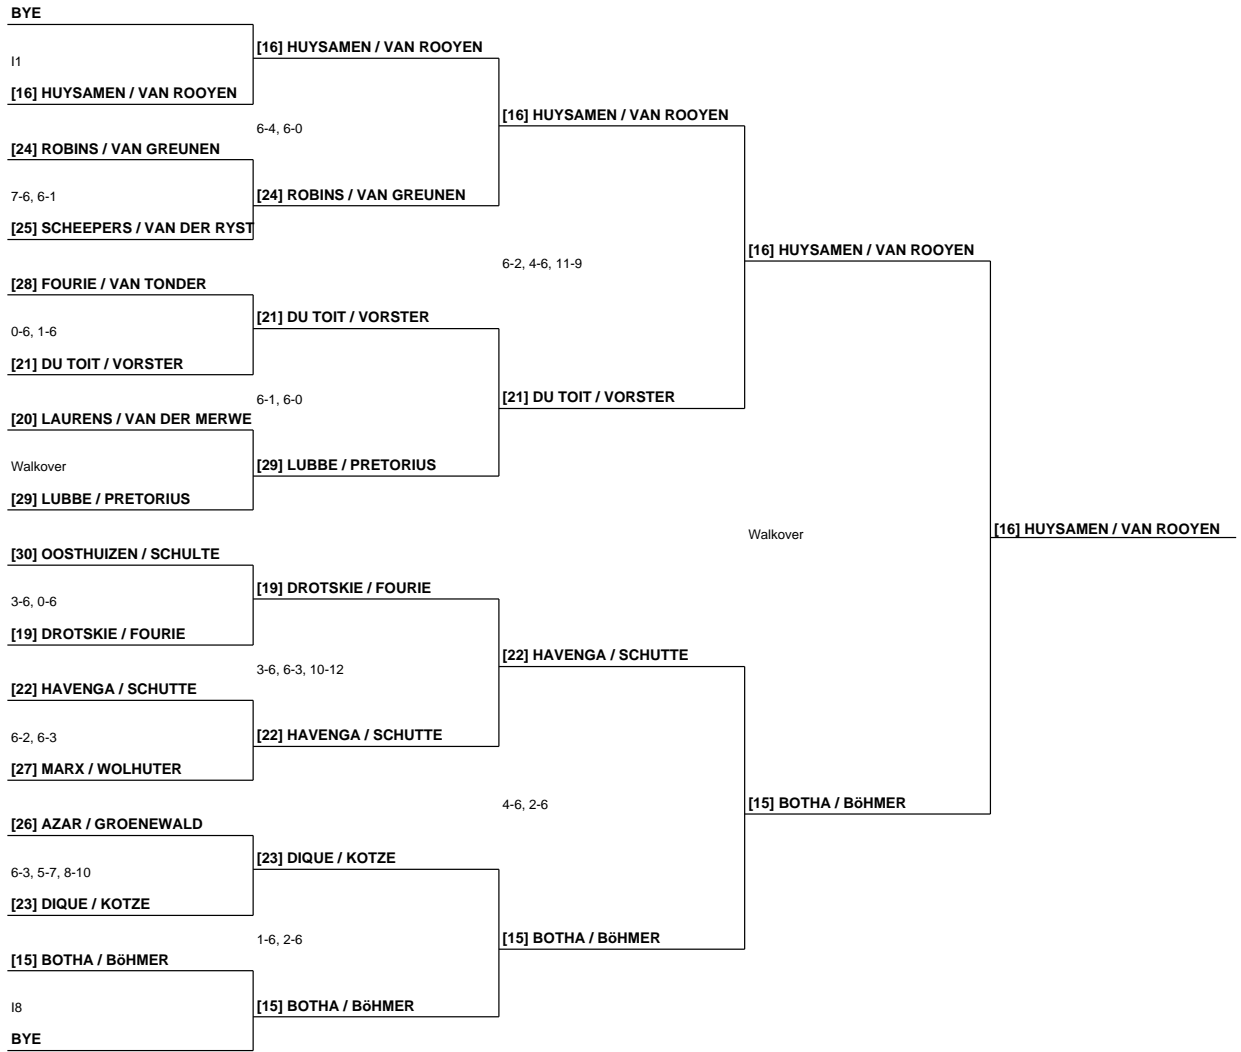 BYE
[16] HUYSAMEN / VAN ROOYEN
I1
[16] HUYSAMEN / VAN ROOYEN
[16] HUYSAMEN / VAN ROOYEN
6-4, 6-0
[24] ROBINS / VAN GREUNEN
7-6, 6-1
[24] ROBINS / VAN GREUNEN
[25] SCHEEPERS / VAN DER RYST
[16] HUYSAMEN / VAN ROOYEN
6-2, 4-6, 11-9
[28] FOURIE / VAN TONDER
[21] DU TOIT / VORSTER
0-6, 1-6
[21] DU TOIT / VORSTER
6-1, 6-0
[21] DU TOIT / VORSTER
[20] LAURENS / VAN DER MERWE
Walkover
[29] LUBBE / PRETORIUS
[29] LUBBE / PRETORIUS
Walkover
[16] HUYSAMEN / VAN ROOYEN
[30] OOSTHUIZEN / SCHULTE
[19] DROTSKIE / FOURIE
3-6, 0-6
[19] DROTSKIE / FOURIE
[22] HAVENGA / SCHUTTE
3-6, 6-3, 10-12
[22] HAVENGA / SCHUTTE
6-2, 6-3
[22] HAVENGA / SCHUTTE
[27] MARX / WOLHUTER
4-6, 2-6
[15] BOTHA / BöHMER
[26] AZAR / GROENEWALD
[23] DIQUE / KOTZE
6-3, 5-7, 8-10
[23] DIQUE / KOTZE
1-6, 2-6
[15] BOTHA / BöHMER
[15] BOTHA / BöHMER
I8
[15] BOTHA / BöHMER
BYE